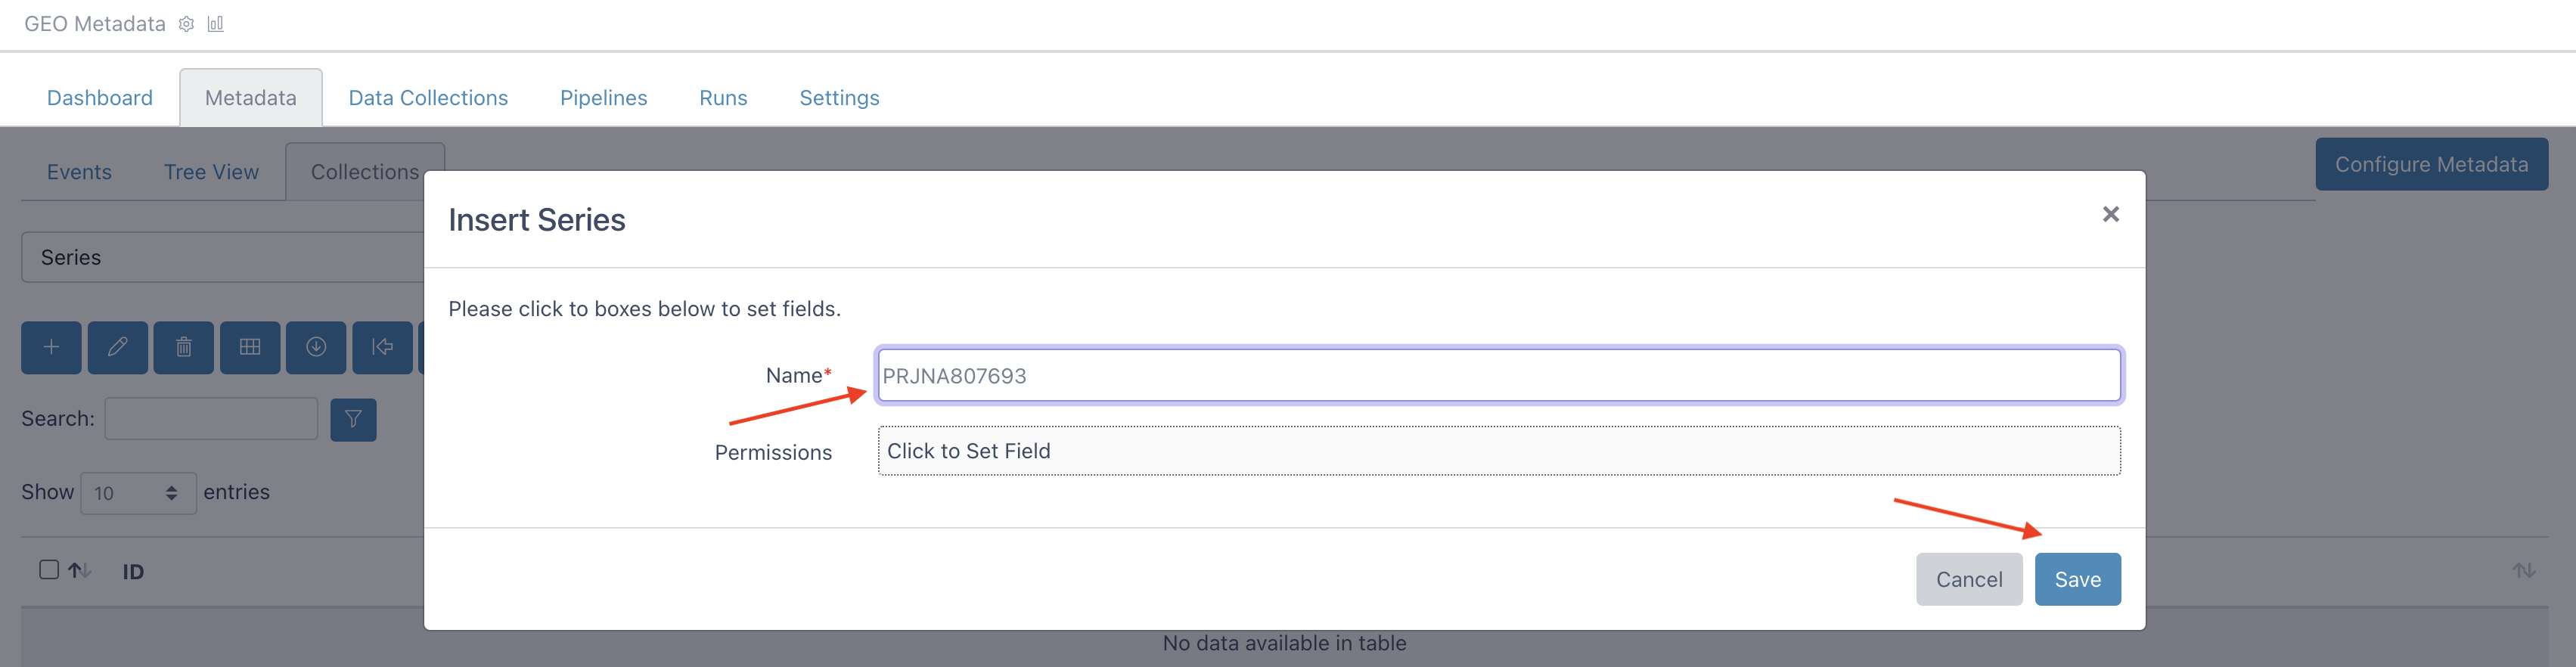 GEO Metadata
Dashboard Metadata Data Collections Pipelines Runs Settings
Events Tree View Collections Configure Metadata
Insert Series ×
Series
Please click to boxes below to set fields.
Name* PRJNA807693
Search:
Permissions Click to Set Field
Show 10 entries
ID
Cancel Save
No data available in table